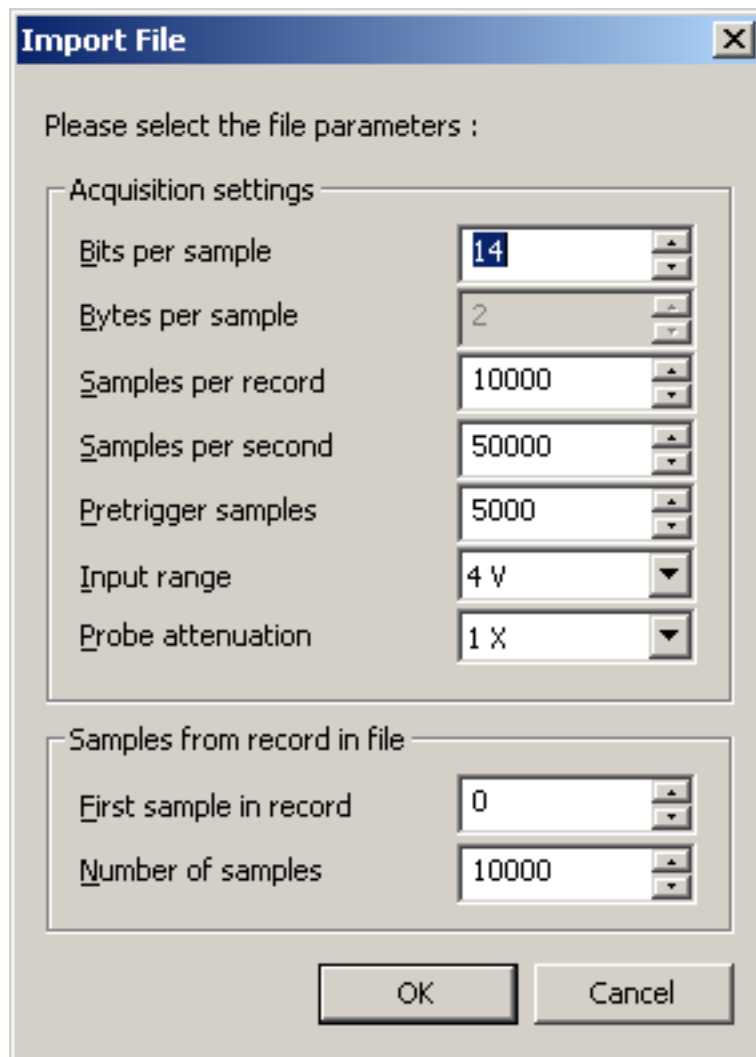 Import File
Please select the file parameters :
Acquisition settings
Bits per sample 14
Bytes per sample 2
Samples per record 10000
Samples per second 50000
Pretrigger samples 5000
Input range 4 V
Probe attenuation 1 X
Samples from record in file
First sample in record 0
Number of samples 10000
OK Cancel